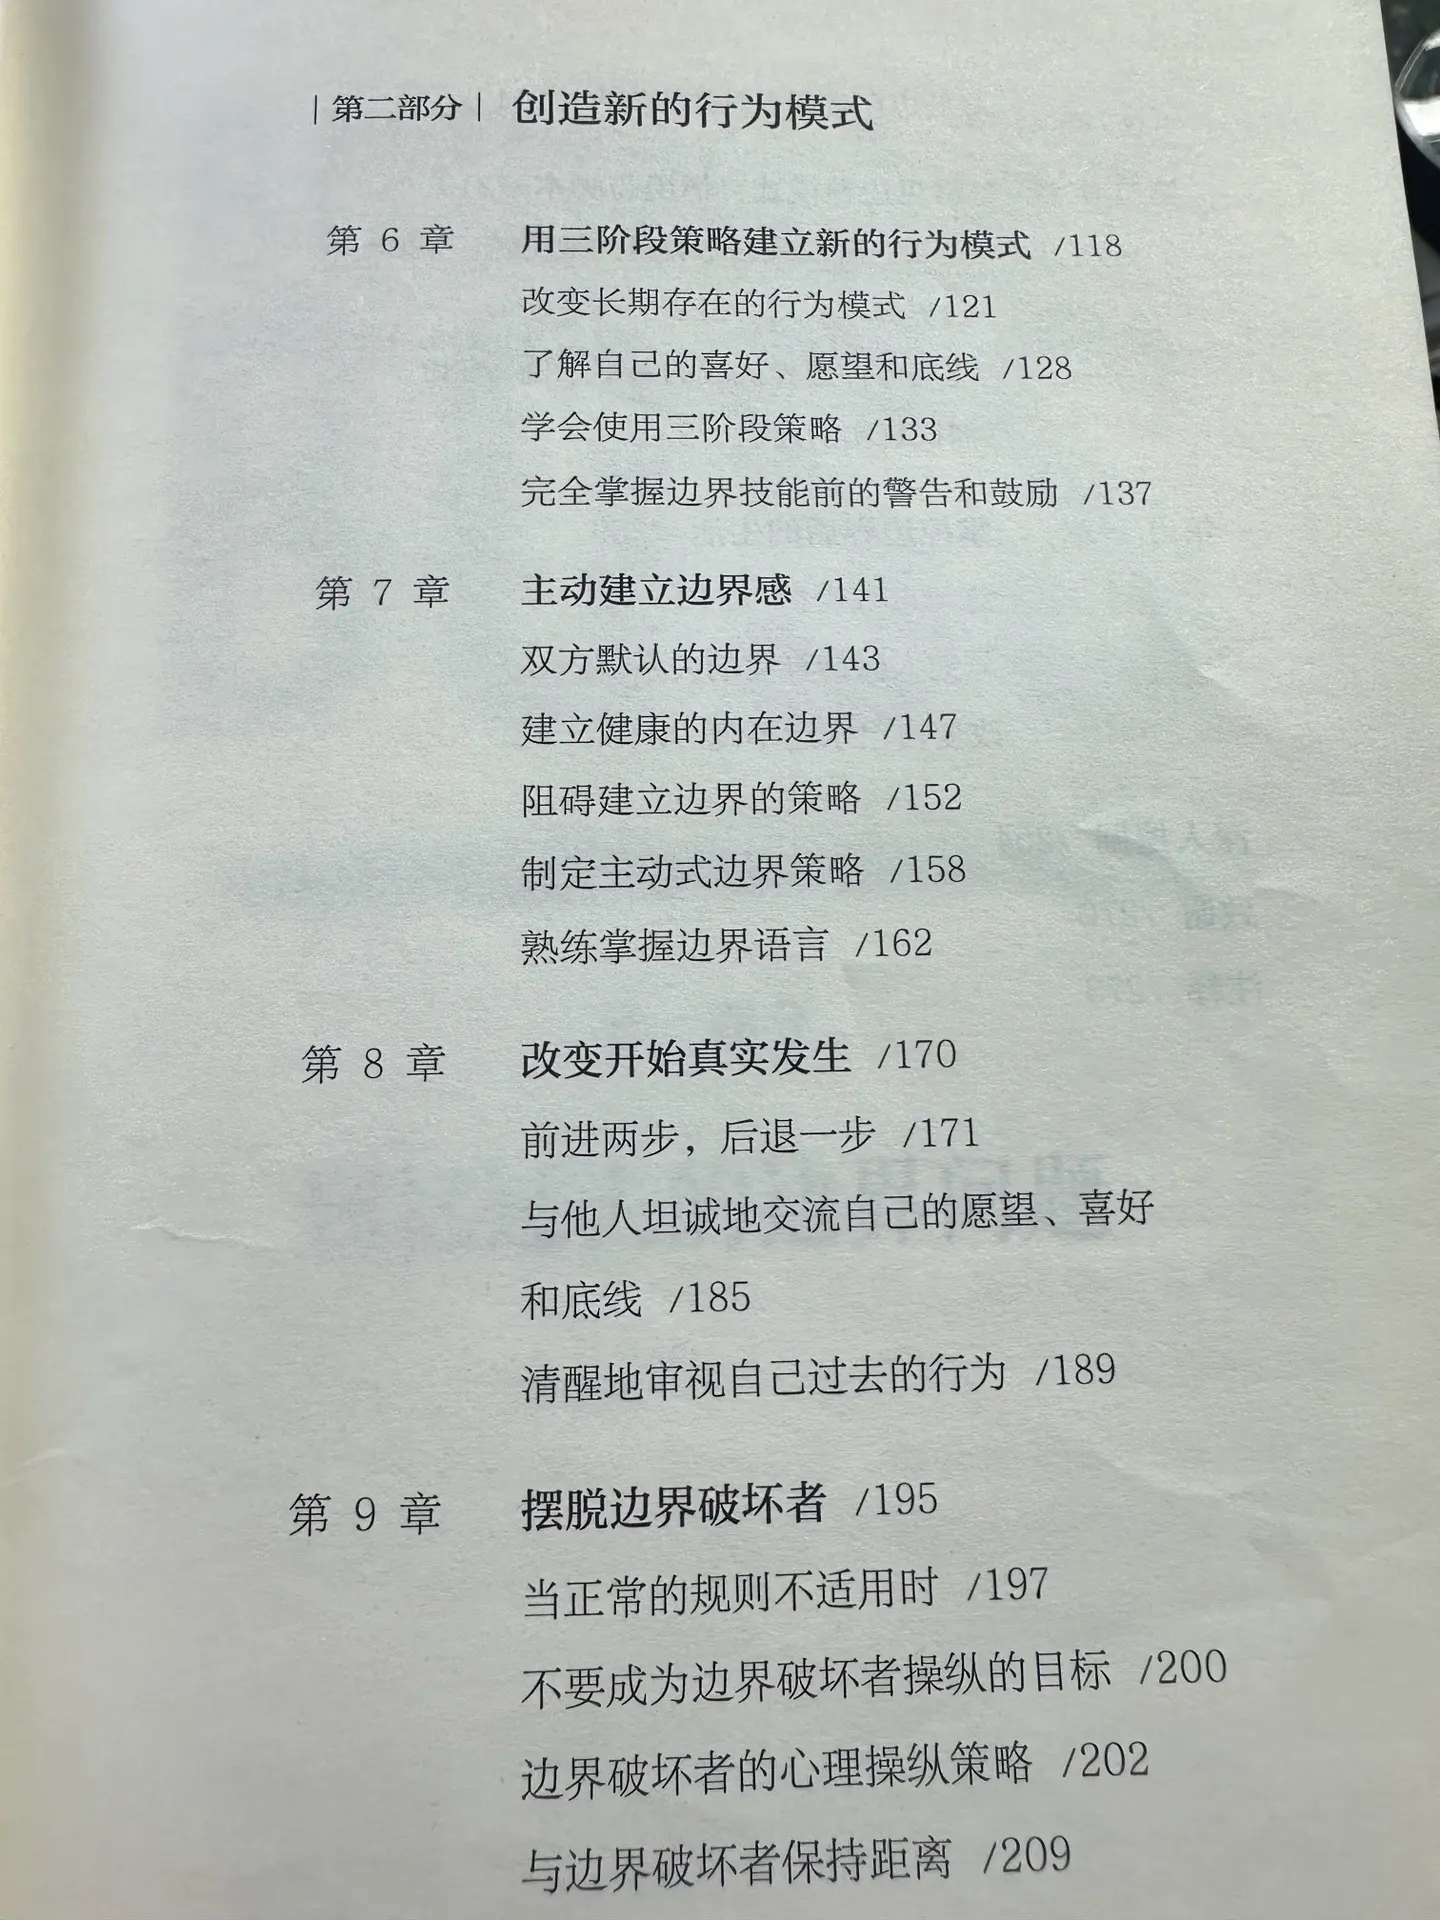 ｜第二部分｜ 创造新的行为模式
第 6 章 用三阶段策略建立新的行为模式 /118
改变长期存在的行为模式 /121
了解自己的喜好、愿望和底线 /128
学会使用三阶段策略 /133
完全掌握边界技能前的警告和鼓励 /137
第 7 章 主动建立边界感 /141
双方默认的边界 /143
建立健康的内在边界 /147
阻碍建立边界的策略 /152
制定主动式边界策略 /158
熟练掌握边界语言 /162
第 8 章 改变开始真实发生 /170
前进两步，后退一步 /171
与他人坦诚地交流自己的愿望、喜好
和底线 /185
清醒地审视自己过去的行为 /189
第 9 章 摆脱边界破坏者 /195
当正常的规则不适用时 /197
不要成为边界破坏者操纵的目标 /200
边界破坏者的心理操纵策略 /202
与边界破坏者保持距离 /209